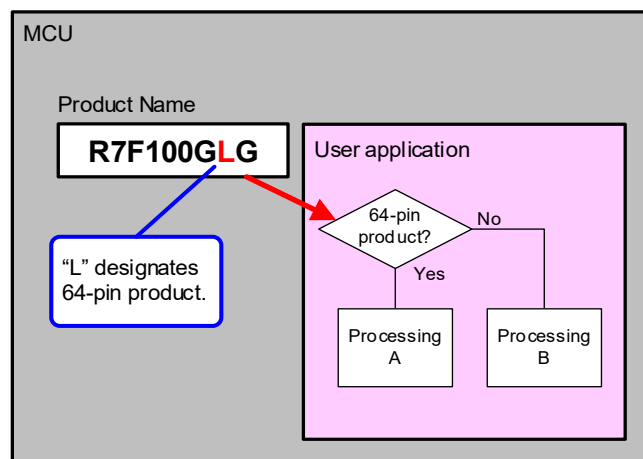 MCU
Product Name
R7F100GLG
User application
64-pin
product?
No
Yes
“L” designates
64-pin product.
Processing
A
Processing
B